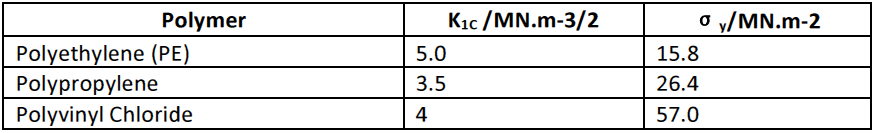 Polymer K1C /MN.m-3/2 σ y/MN.m-2
Polyethylene (PE) 5.0 15.8
Polypropylene 3.5 26.4
Polyvinyl Chloride 4 57.0